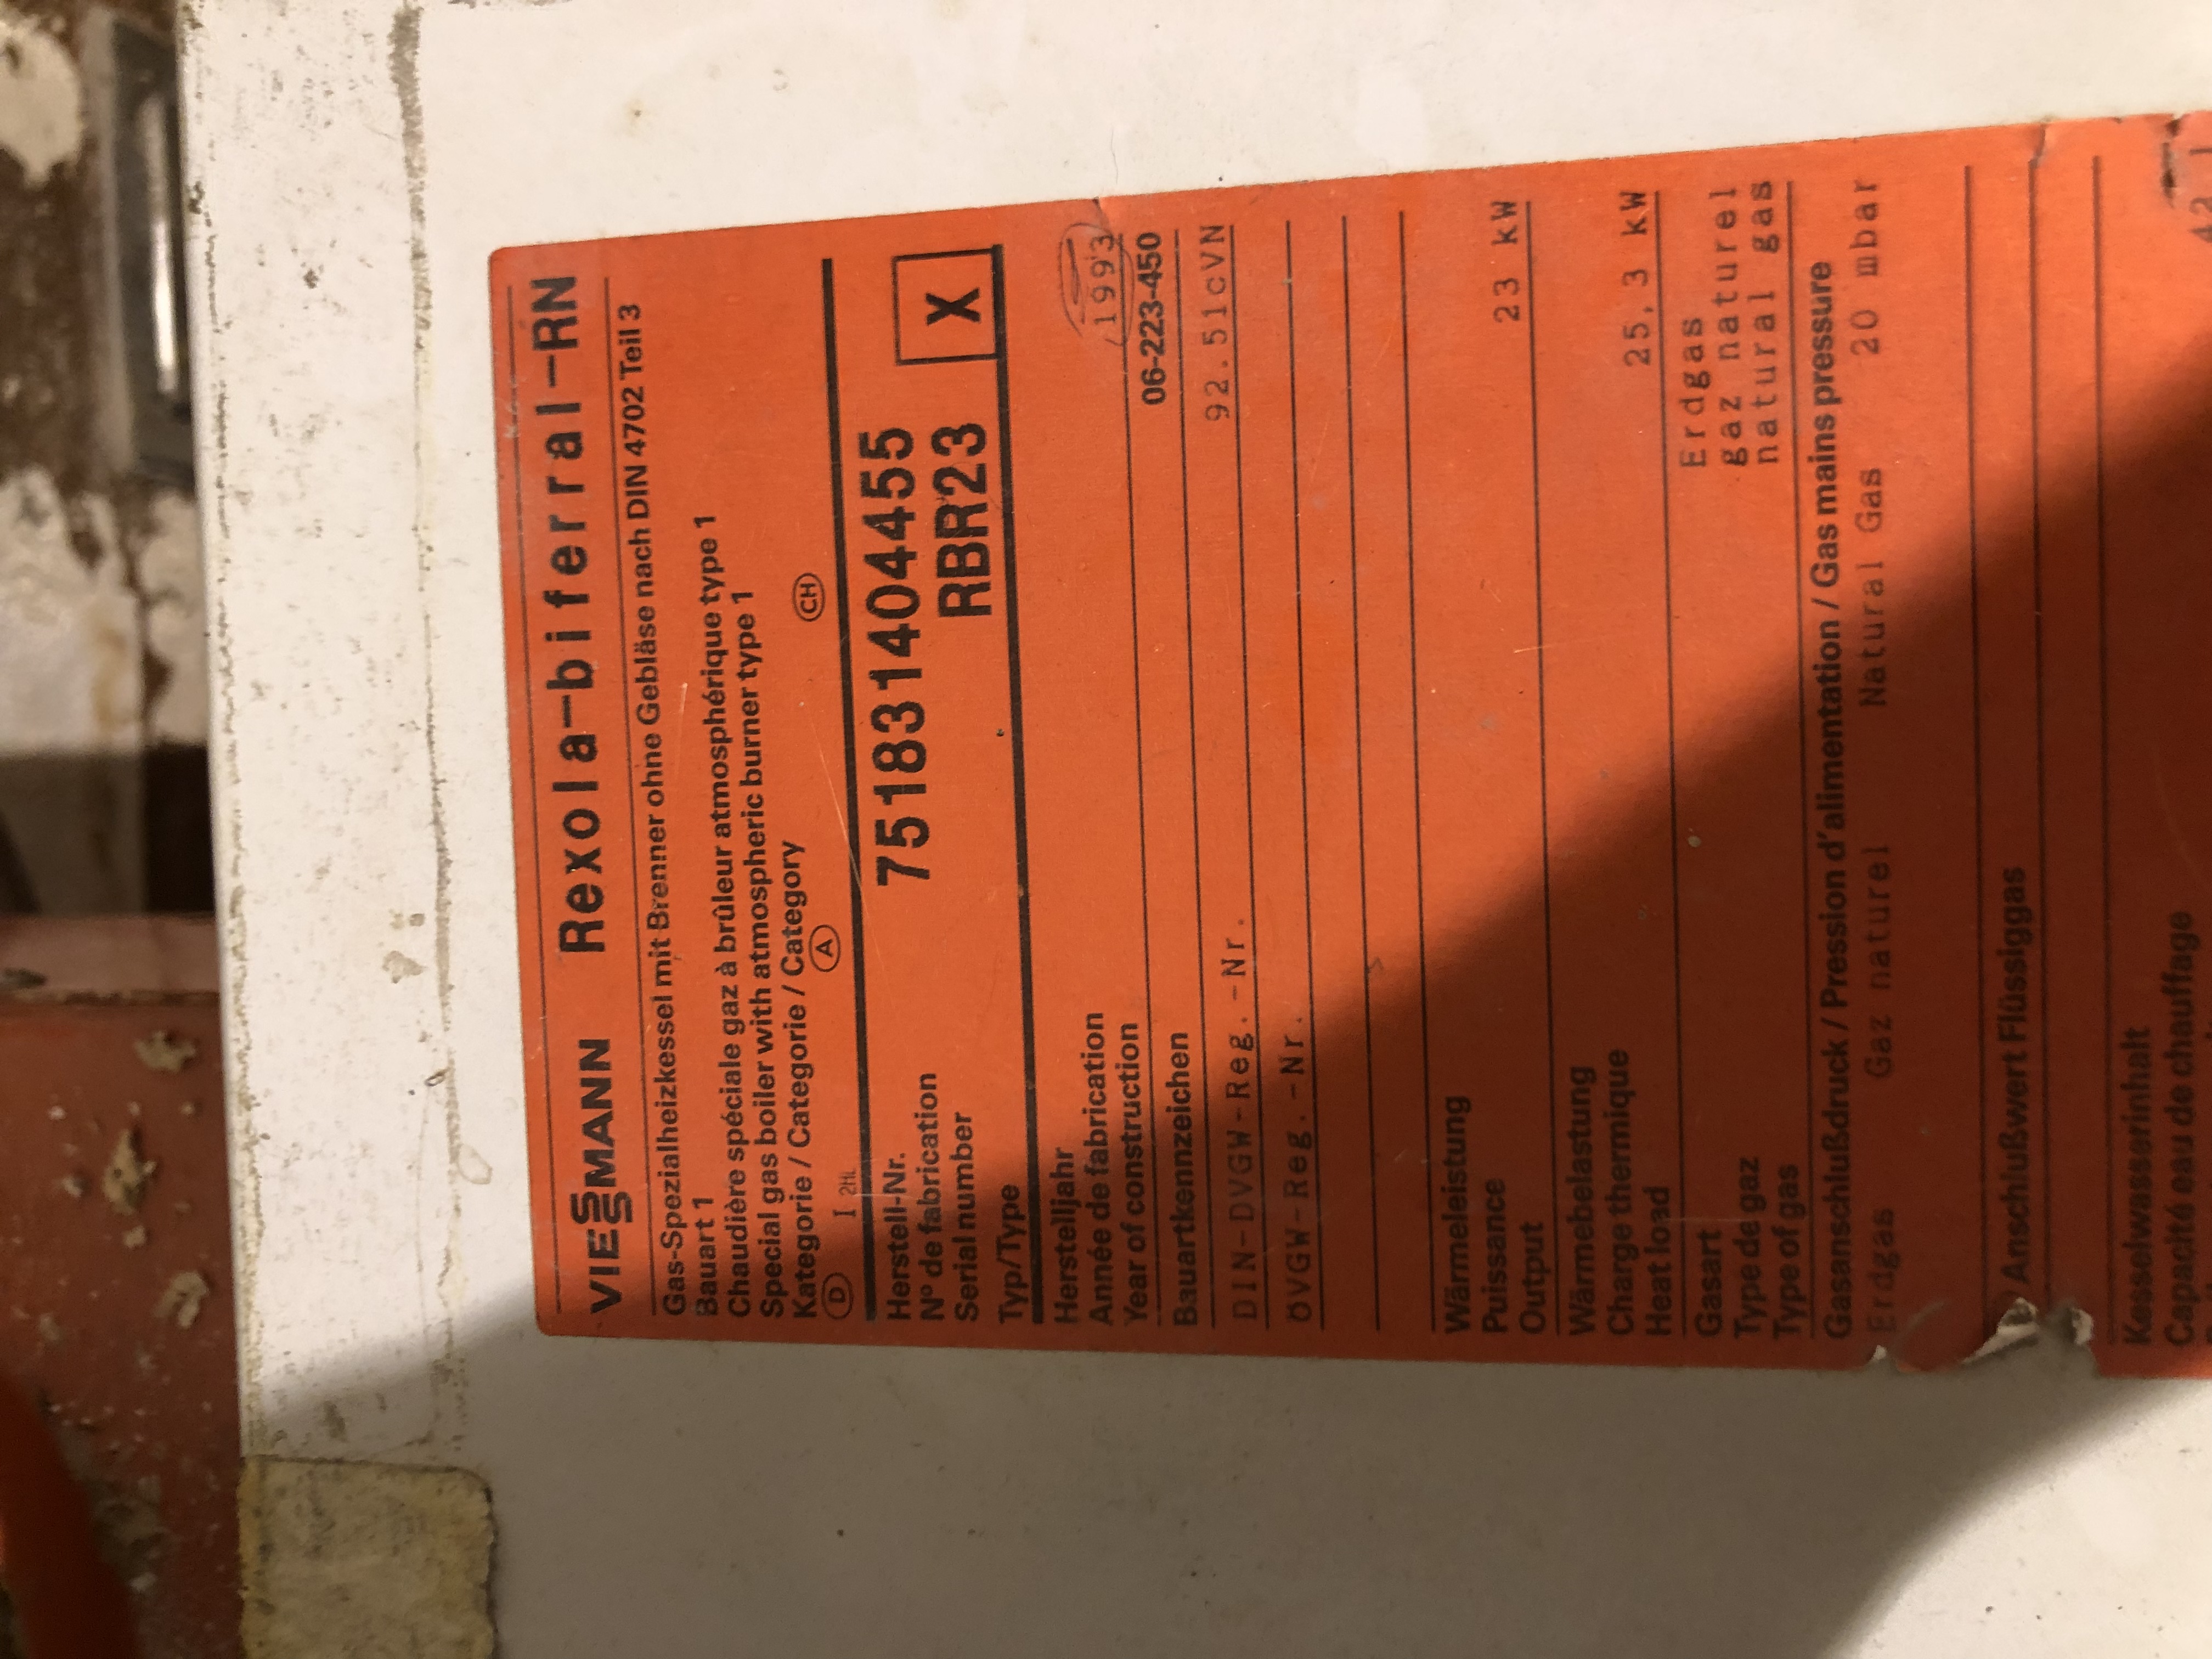 VIESSMANN Rexola-biferral-RN
Gas-Spezialheizkessel mit Brenner ohne Gebläse nach DIN 4702 Teil 3
Bauart 1
Chaudière spéciale gaz à brûleur atmosphérique type 1
Special gas boiler with atmospheric burner type 1
Kategorie / Categorie / Category
D I 2HL A CH
Herstell-Nr. 751831404455
N° de fabrication
Serial number
Typ/Type RBR23 X
Herstelljahr
Année de fabrication
Year of construction 1993
Bauartkennzeichen 06-223-450
DIN-DVGW-Reg.-Nr. 92.51cVN
ÖVGW-Reg.-Nr.
Wärmeleistung
Puissance
Output 23 kW
Wärmebelastung
Charge thermique
Heat load 25,3 kW
Gasart Erdgas
Type de gaz gaz naturel
Type of gas natural gas
Gasanschlußdruck / Pression d'alimentation / Gas mains pressure
Erdgas Gaz naturel Natural Gas 20 mbar
Anschlußwert Flüssiggas
Kesselwasserinhalt
Capacité eau de chauffage